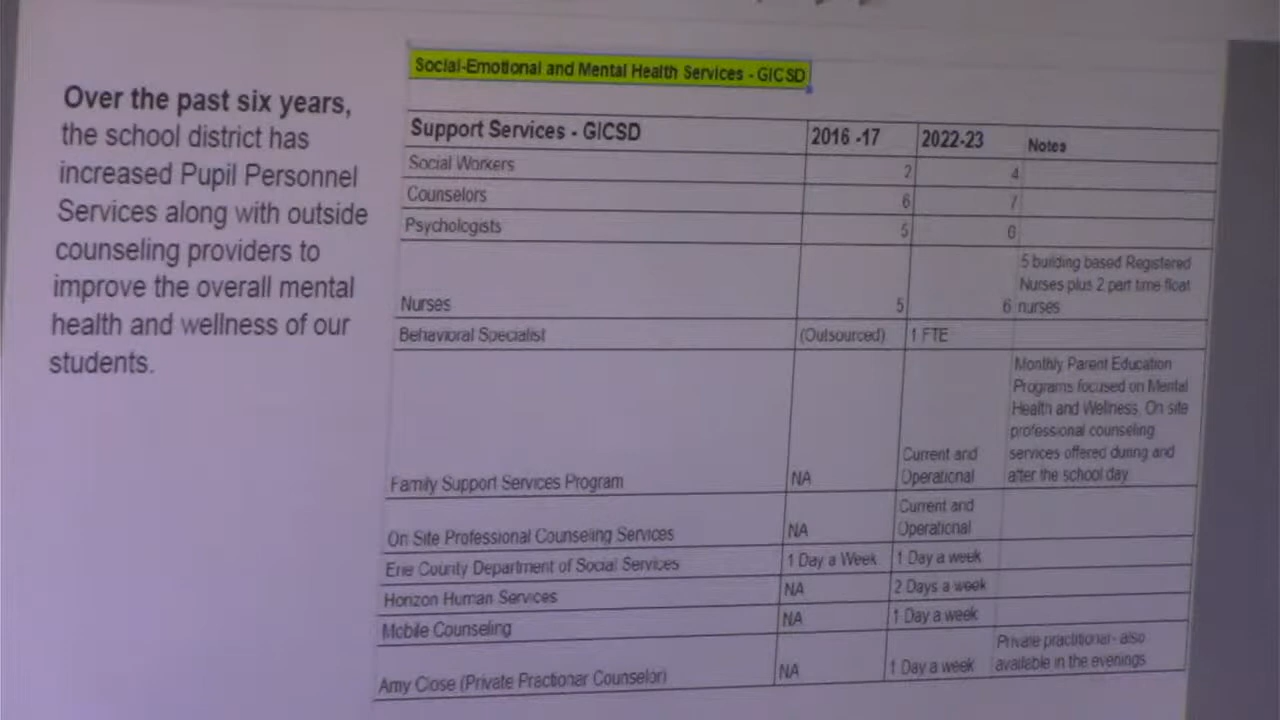 Over the past six years,
the school district has
increased Pupil Personnel
Services along with outside
counseling providers to
improve the overall mental
health and wellness of our
students.
Social-Emotional and Mental Health Services - GICSD
Support Services - GICSD 2016 -17 2022-23 Notes
Social Workers 2 4
Counselors 6 7
Psychologists 5
5 building based Registered
Nurses plus 2 part time float
Nurses 5 6 nurses
Behavioral Specialist (Outsourced) 1 FTE
Monthly Parent Education
Programs focused on Mental
Health and Wellness. On site
professional counseling
Current and services offered during and
Family Support Services Program NA Operational after the school day
Current and
On Site Professional Counseling Services NA Operational
Erie County Department of Social Services 1 Day a Week 1 Day a week
Horizon Human Services NA 2 Days a week
Mobile Counseling NA 1 Day a week
Private also
Amy Close (Private Practionar Counselor) NA 1 Day a week available in the evenings